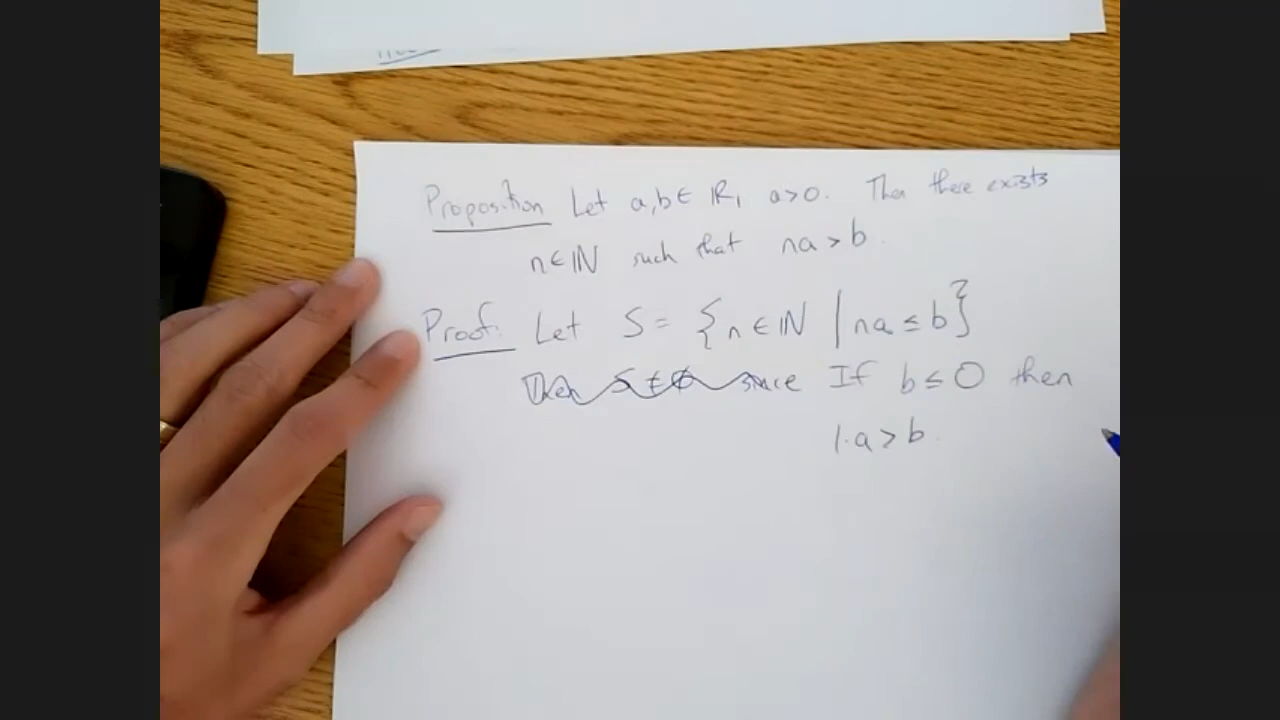 Proposition Let a,b ∈ ℝ, a>0. Then there exists
n∈ℕ such that na > b.
Proof: Let S = {n ∈ ℕ | na ≤ b}
Then S ≠ ∅ since If b ≤ 0 then
1·a > b.